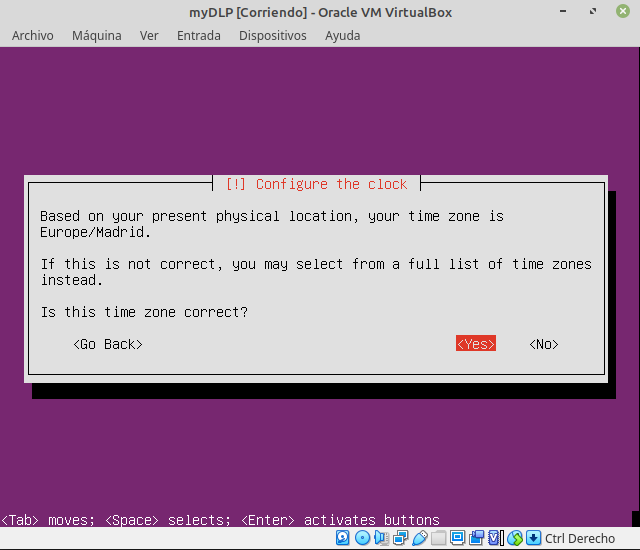 myDLP [Corriendo] - Oracle VM VirtualBox
Archivo Máquina Ver Entrada Dispositivos Ayuda
[!] Configure the clock
Based on your present physical location, your time zone is
Europe/Madrid.
If this is not correct, you may select from a full list of time zones
instead.
Is this time zone correct?
<Go Back> <Yes> <No>
<Tab> moves; <Space> selects; <Enter> activates buttons
Ctrl Derecho